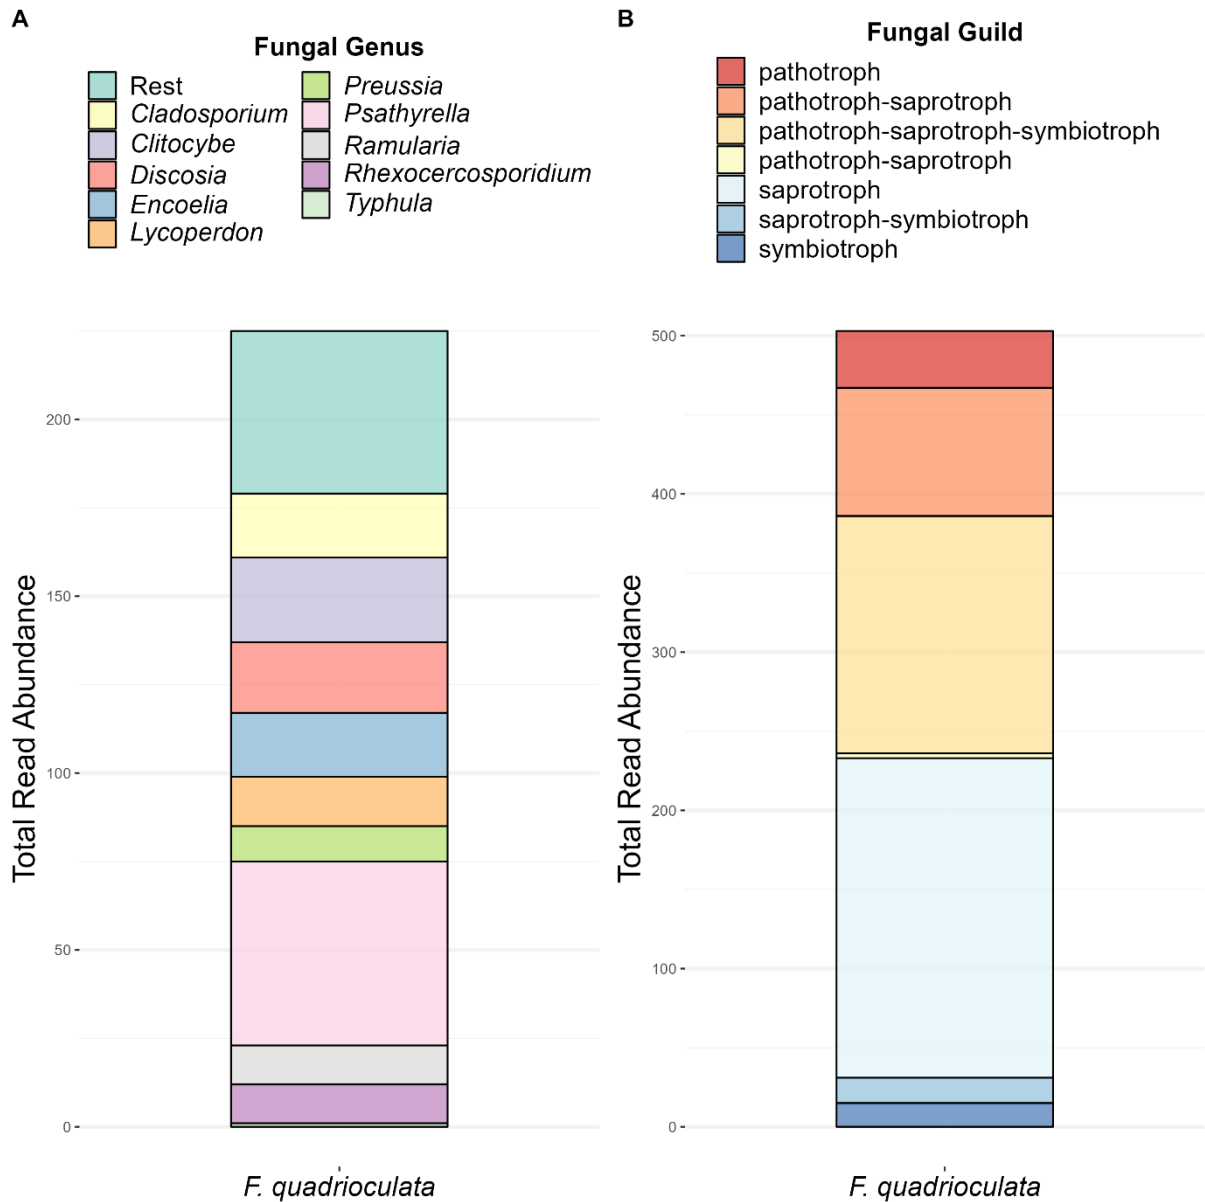 A
Fungal Genus
Rest
Cladosporium
Clitocybe
Discosia
Encoelia
Lycoperdon
Preussia
Psathyrella
Ramularia
Rhexocercosporidium
Typhula
Total Read Abundance
200
150
100
50
0
F. quadrioculata
B
Fungal Guild
pathotroph
pathotroph-saprotroph
pathotroph-saprotroph-symbiotroph
pathotroph-saprotroph
saprotroph
saprotroph-symbiotroph
symbiotroph
Total Read Abundance
500
400
300
200
100
0
F. quadrioculata